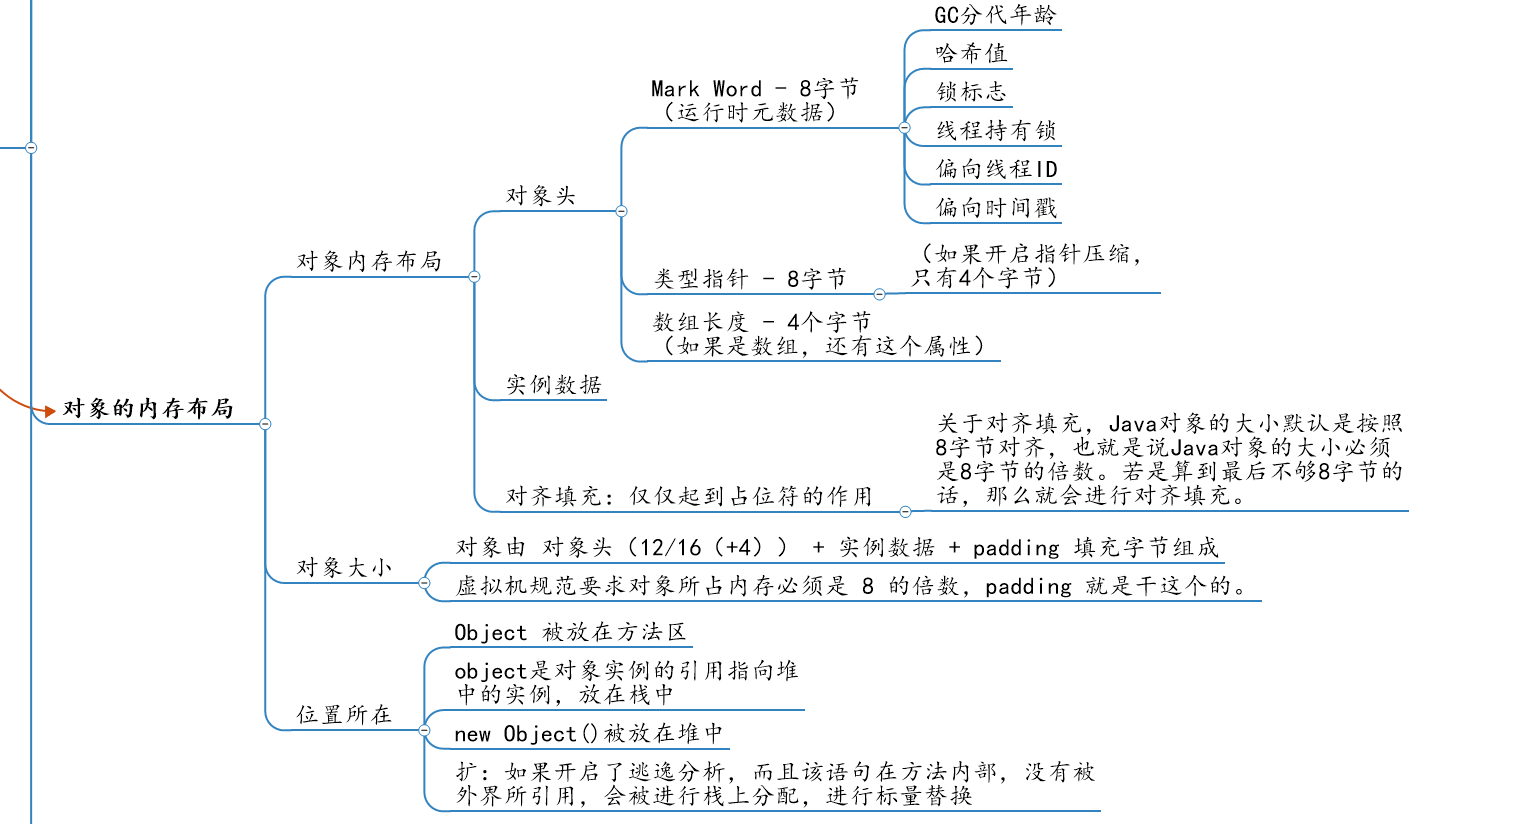 GC分代年龄
哈希值
Mark Word - 8字节
（运行时元数据）
锁标志
线程持有锁
偏向线程ID
偏向时间戳
对象头
对象内存布局
类型指针 - 8字节
（如果开启指针压缩，
只有4个字节）
数组长度 - 4个字节
（如果是数组，还有这个属性）
实例数据
对象的内存布局
对齐填充：仅仅起到占位符的作用
关于对齐填充，Java对象的大小默认是按照
8字节对齐，也就是说Java对象的大小必须
是8字节的倍数。若是算到最后不够8字节的
话，那么就会进行对齐填充。
对象大小
对象由 对象头（12/16（+4）） + 实例数据 + padding 填充字节组成
虚拟机规范要求对象所占内存必须是 8 的倍数，padding 就是干这个的。
位置所在
Object 被放在方法区
object是对象实例的引用指向堆
中的实例，放在栈中
new Object()被放在堆中
扩：如果开启了逃逸分析，而且该语句在方法内部，没有被
外界所引用，会被进行栈上分配，进行标量替换